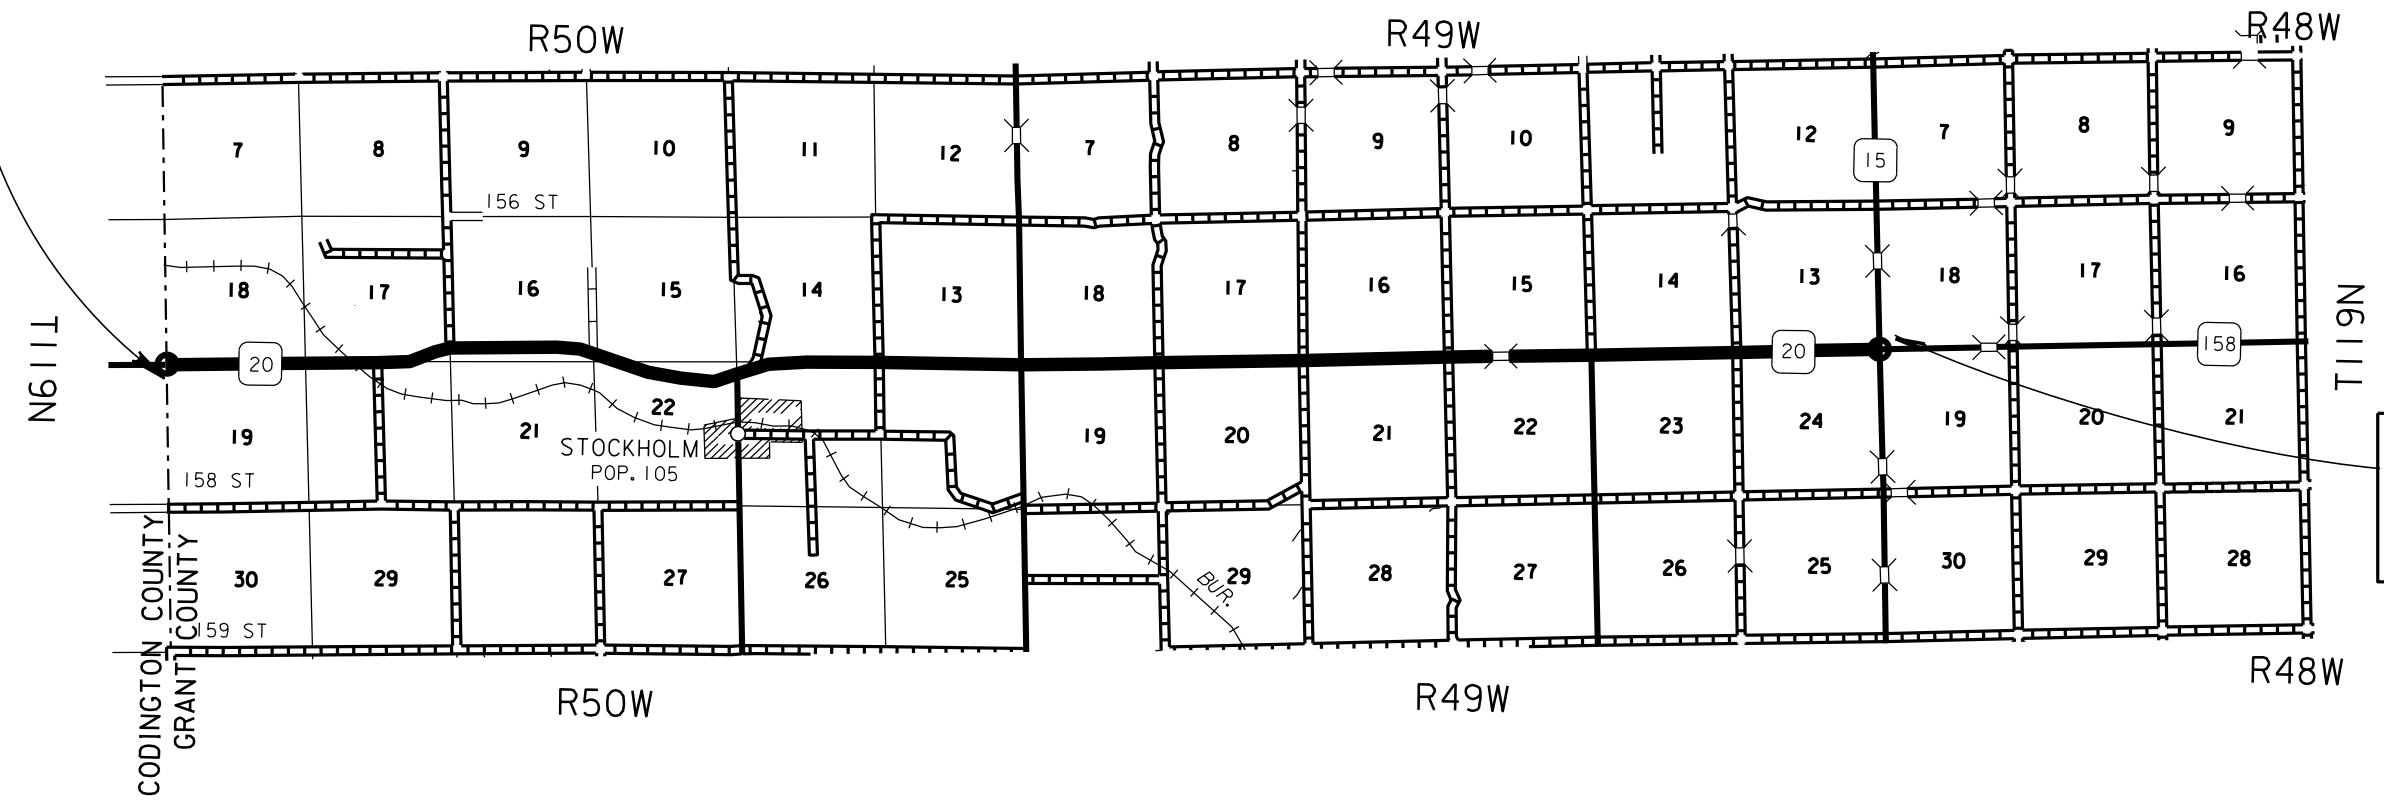 R50W R49W R48W
7 8 9 10 11 12 7 8 9 10 12 7 8 9
15
156 ST
18 17 16 15 14 13 18 17 16 15 14 13 18 17 16
T119N T119N
20 20 158
19 21 22 19 20 21 22 23 24 19 20 21
STOCKHOLM
POP. 105
158 ST
30 29 27 26 25 29 28 27 26 25 30 29 28
BUR.
159 ST
CODINGTON COUNTY
GRANT COUNTY
R50W R49W R48W